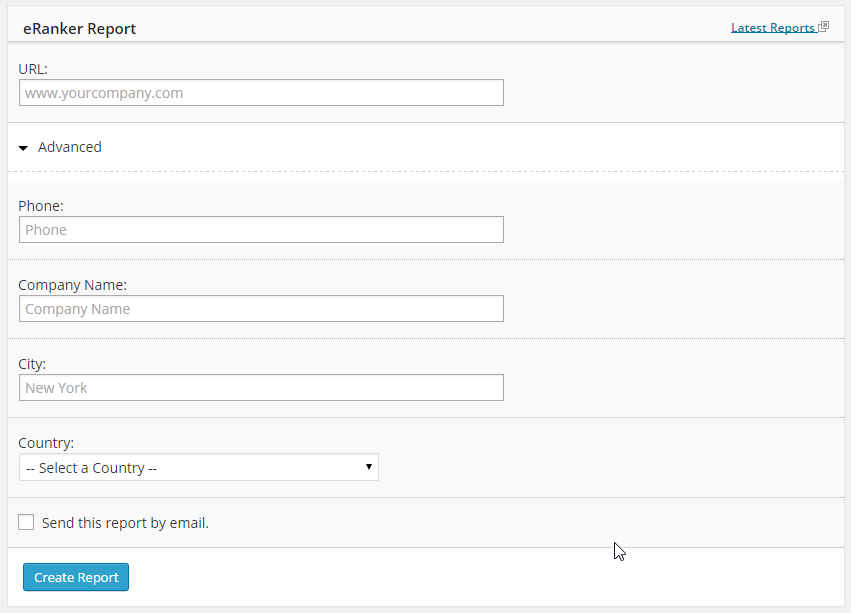 eRanker Report
Latest Reports
URL:
www.yourcompany.com
Advanced
Phone:
Phone
Company Name:
Company Name
City:
New York
Country:
-- Select a Country --
Send this report by email.
Create Report